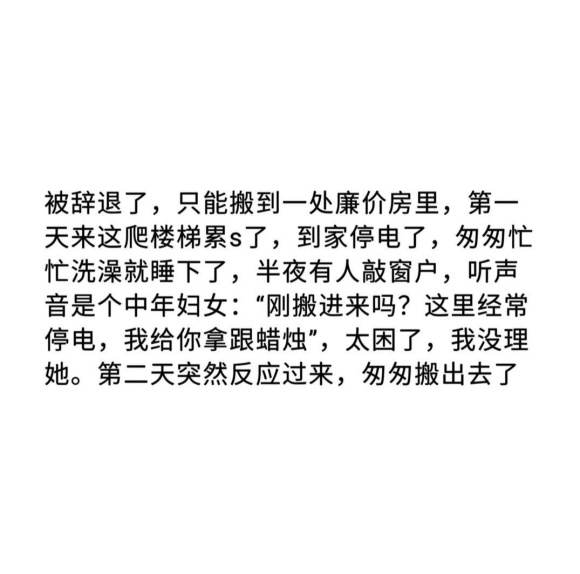 被辞退了，只能搬到一处廉价房里，第一
天来这爬楼梯累s了，到家停电了，匆匆忙
忙洗澡就睡下了，半夜有人敲窗户，听声
音是个中年妇女：“刚搬进来吗？这里经常
停电，我给你拿跟蜡烛”，太困了，我没理
她。第二天突然反应过来，匆匆搬出去了